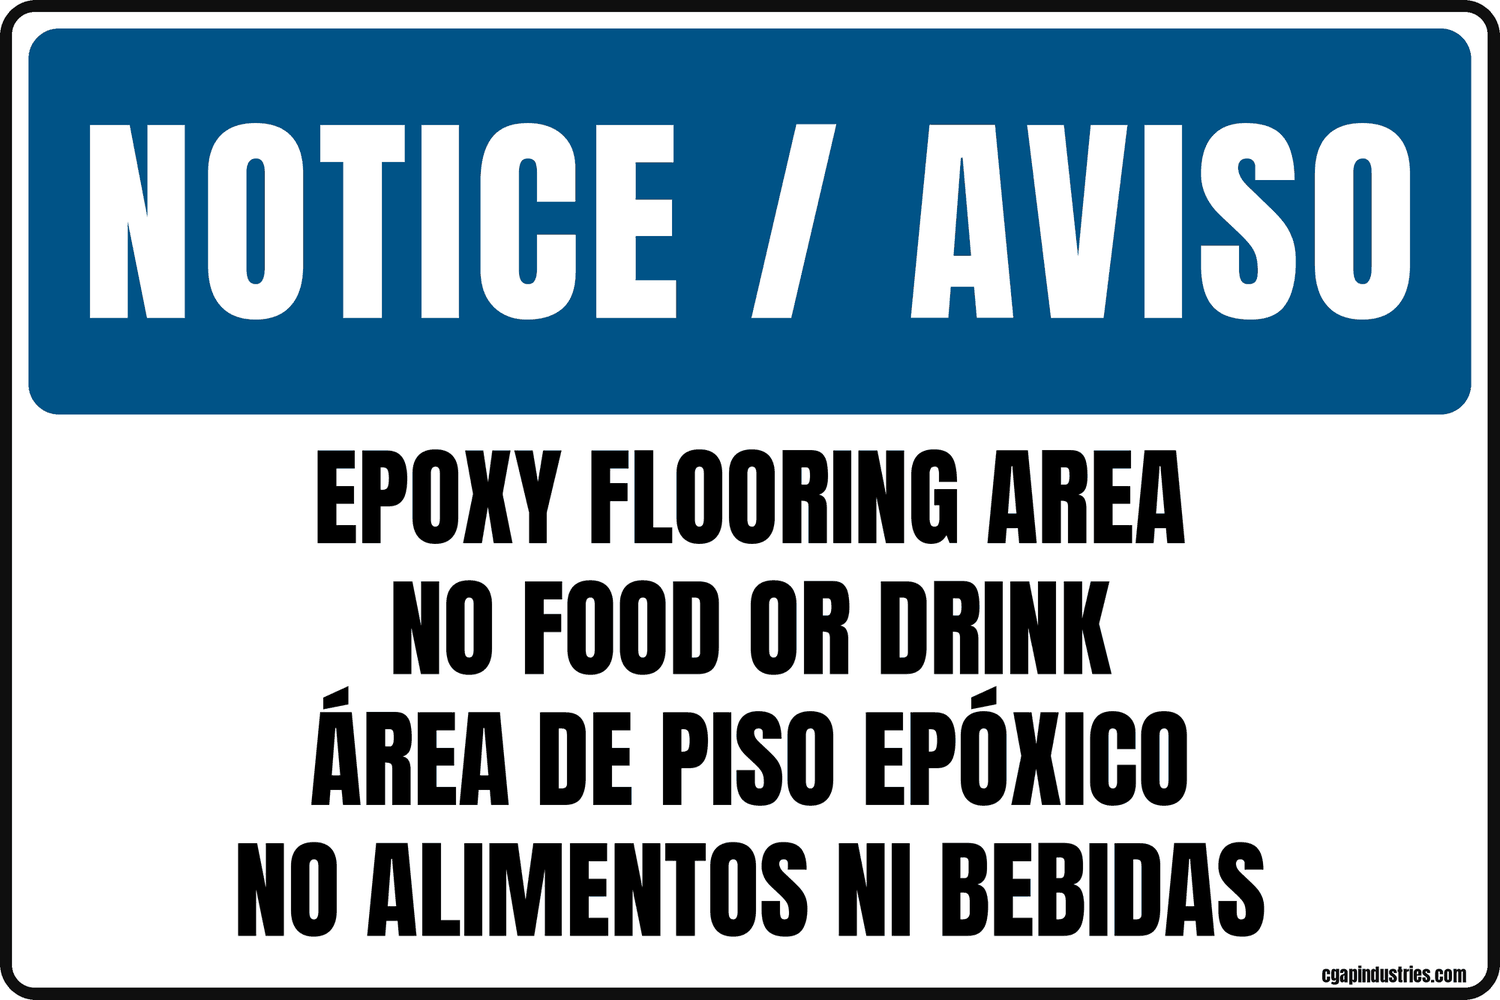 NOTICE / AVISO
EPOXY FLOORING AREA
NO FOOD OR DRINK
ÁREA DE PISO EPÓXICO
NO ALIMENTOS NI BEBIDAS
cgapindustries.com